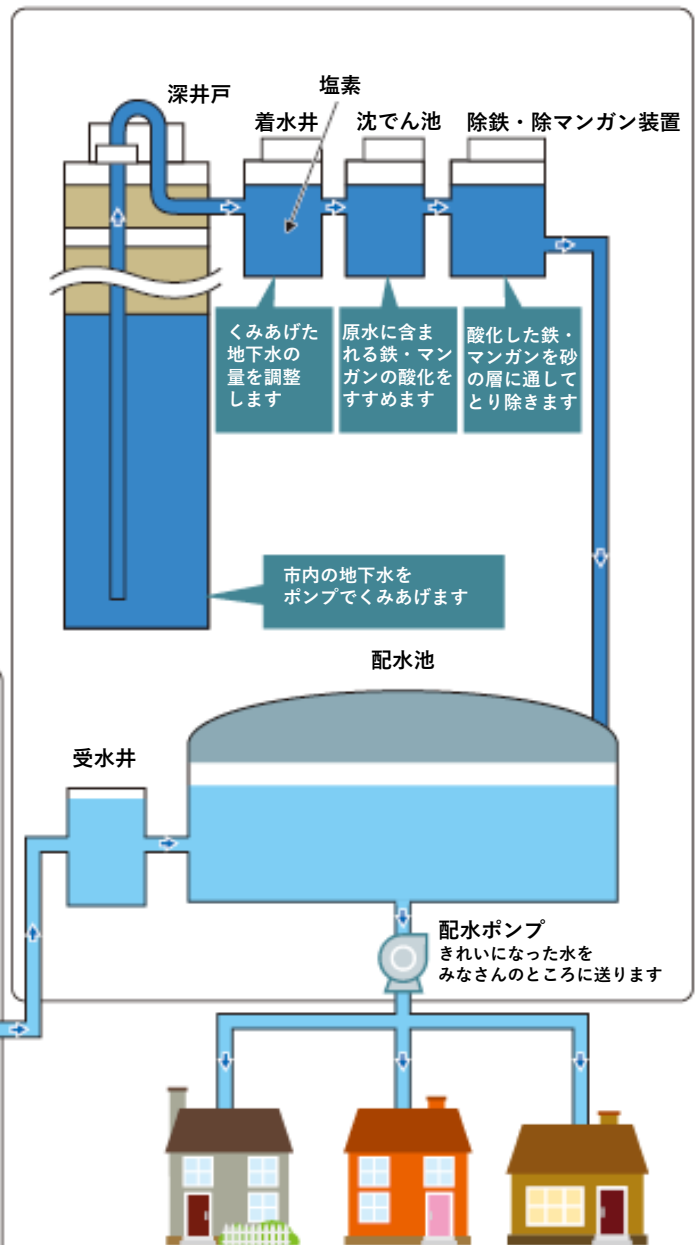 深井戸
塩素
着水井
沈でん池
除鉄・除マンガン装置
くみあげた
地下水の
量を調整
します
原水に含ま
れる鉄・マン
ガンの酸化を
すすめます
酸化した鉄・
マンガンを砂
の層に通して
とり除きます
市内の地下水を
ポンプでくみあげます
配水池
受水井
配水ポンプ
きれいになった水を
みなさんのところに送ります